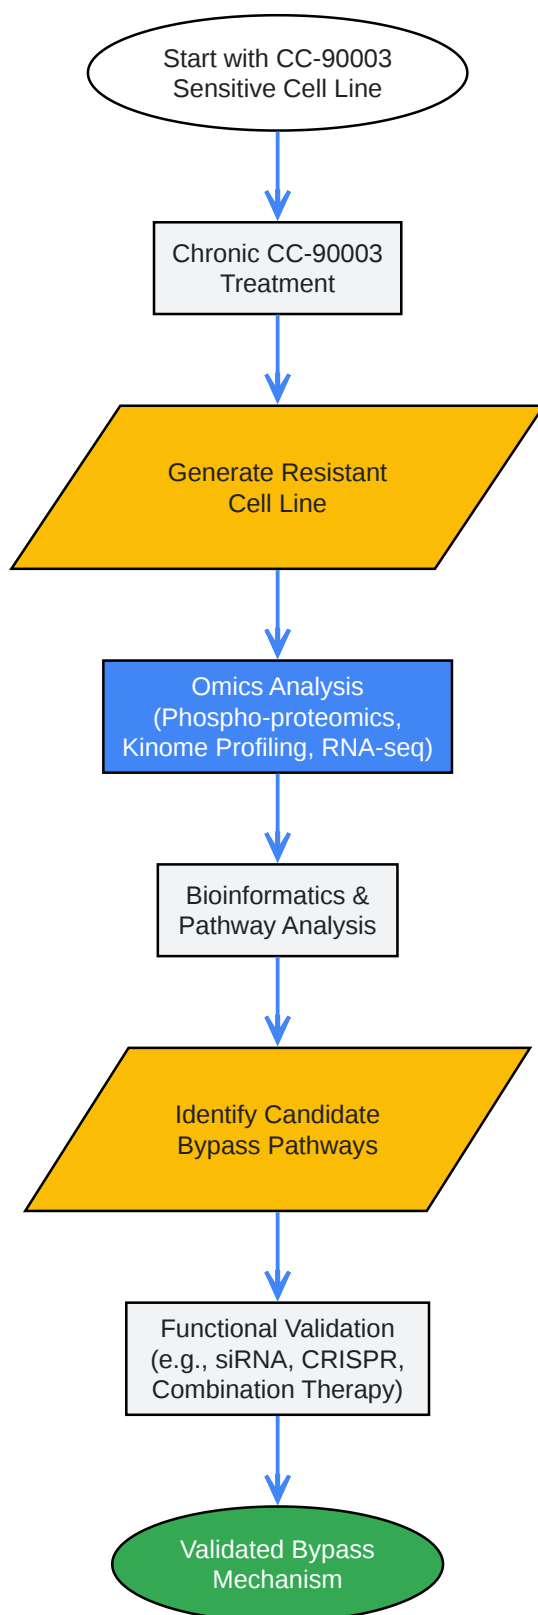 Start with CC-90003
Sensitive Cell Line
Chronic CC-90003
Treatment
Generate Resistant
Cell Line
Omics Analysis
(Phospho-proteomics,
Kinome Profiling, RNA-seq)
Bioinformatics &
Pathway Analysis
Identify Candidate
Bypass Pathways
Functional Validation
(e.g., siRNA, CRISPR,
Combination Therapy)
Validated Bypass
Mechanism